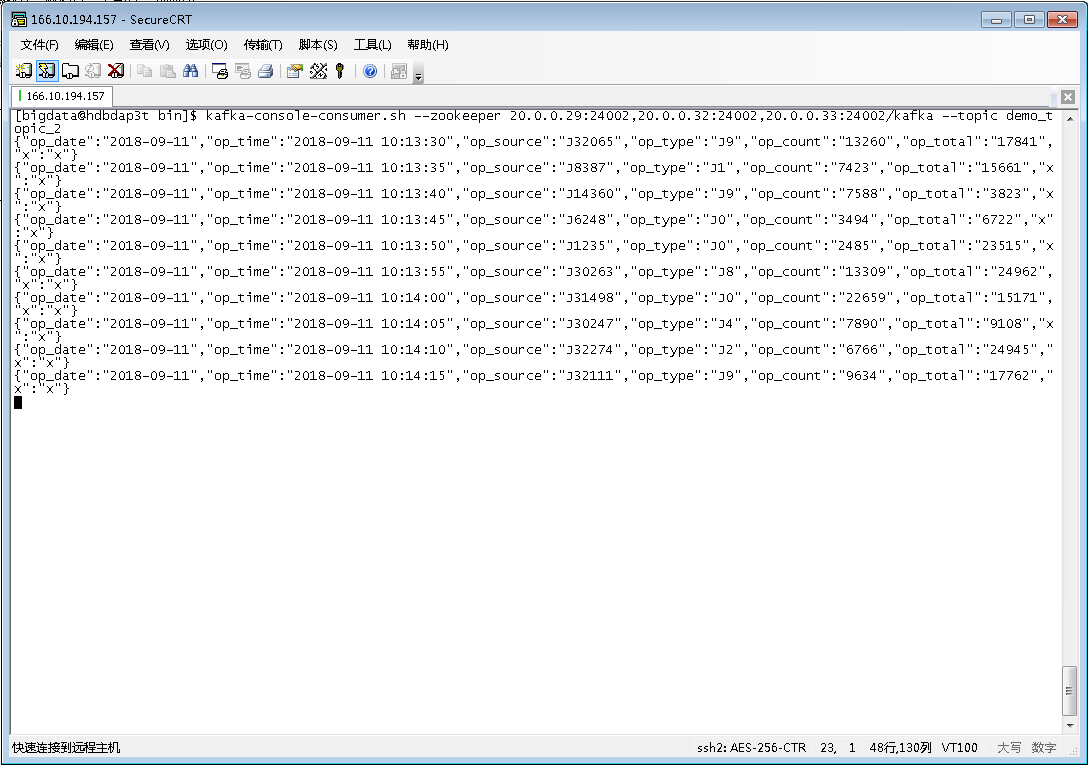 166.10.194.157 - SecureCRT
文件(F) 编辑(E) 查看(V) 选项(O) 传输(T) 脚本(S) 工具(L) 帮助(H)
166.10.194.157
[bigdata@hdbdap3t bin]$ kafka-console-consumer.sh --zookeeper 20.0.0.29:24002,20.0.0.32:24002,20.0.0.33:24002/kafka --topic demo_t
opic_2
{"op_date":"2018-09-11","op_time":"2018-09-11 10:13:30","op_source":"J32065","op_type":"J9","op_count":"13260","op_total":"17841",
"x":"x"}
{"op_date":"2018-09-11","op_time":"2018-09-11 10:13:35","op_source":"J8387","op_type":"J1","op_count":"7423","op_total":"15661","x
":"x"}
{"op_date":"2018-09-11","op_time":"2018-09-11 10:13:40","op_source":"J14360","op_type":"J9","op_count":"7588","op_total":"3823","x
":"x"}
{"op_date":"2018-09-11","op_time":"2018-09-11 10:13:45","op_source":"J6248","op_type":"J0","op_count":"3494","op_total":"6722","x"
:"x"}
{"op_date":"2018-09-11","op_time":"2018-09-11 10:13:50","op_source":"J1235","op_type":"J0","op_count":"2485","op_total":"23515","x
":"x"}
{"op_date":"2018-09-11","op_time":"2018-09-11 10:13:55","op_source":"J30263","op_type":"J8","op_count":"13309","op_total":"24962",
"x":"x"}
{"op_date":"2018-09-11","op_time":"2018-09-11 10:14:00","op_source":"J31498","op_type":"J0","op_count":"22659","op_total":"15171",
"x":"x"}
{"op_date":"2018-09-11","op_time":"2018-09-11 10:14:05","op_source":"J30247","op_type":"J4","op_count":"7890","op_total":"9108","x
":"x"}
{"op_date":"2018-09-11","op_time":"2018-09-11 10:14:10","op_source":"J32274","op_type":"J2","op_count":"6766","op_total":"24945","
x":"x"}
{"op_date":"2018-09-11","op_time":"2018-09-11 10:14:15","op_source":"J32111","op_type":"J9","op_count":"9634","op_total":"17762","
x":"x"}
快速连接到远程主机 ssh2: AES-256-CTR 23, 1 48行,130列 VT100 大写 数字